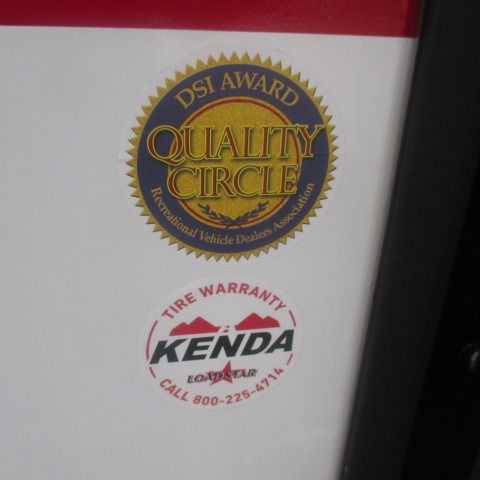 DSI AWARD
QUALITY
CIRCLE
Recreational Vehicle Dealers Association
TIRE WARRANTY
KENDA
LOADSTAR
CALL 800-225-4714